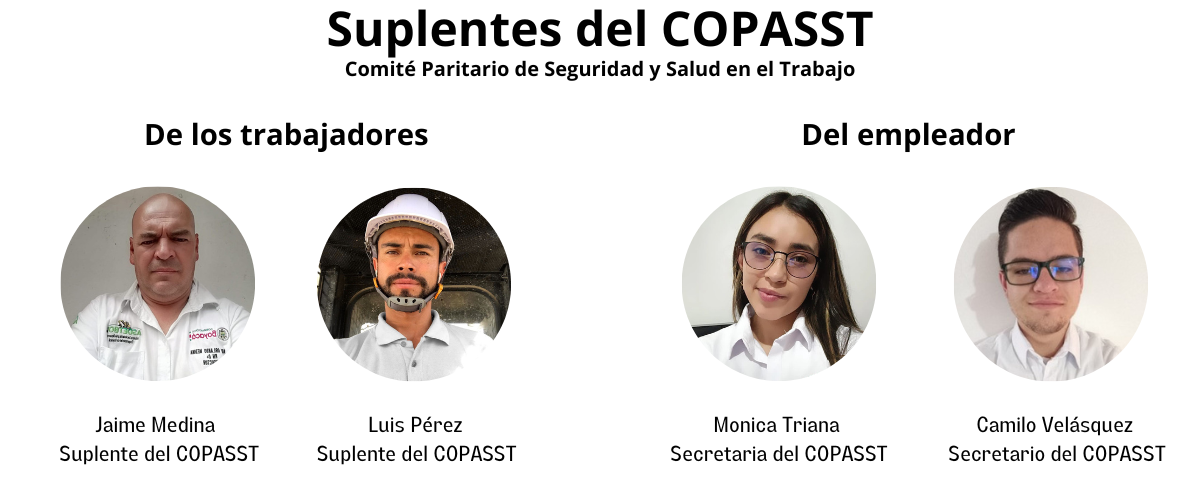 Suplentes del COPASST
Comité Paritario de Seguridad y Salud en el Trabajo
De los trabajadores
Del empleador
Jaime Medina
Suplente del COPASST
Luis Pérez
Suplente del COPASST
Monica Triana
Secretaria del COPASST
Camilo Velásquez
Secretario del COPASST